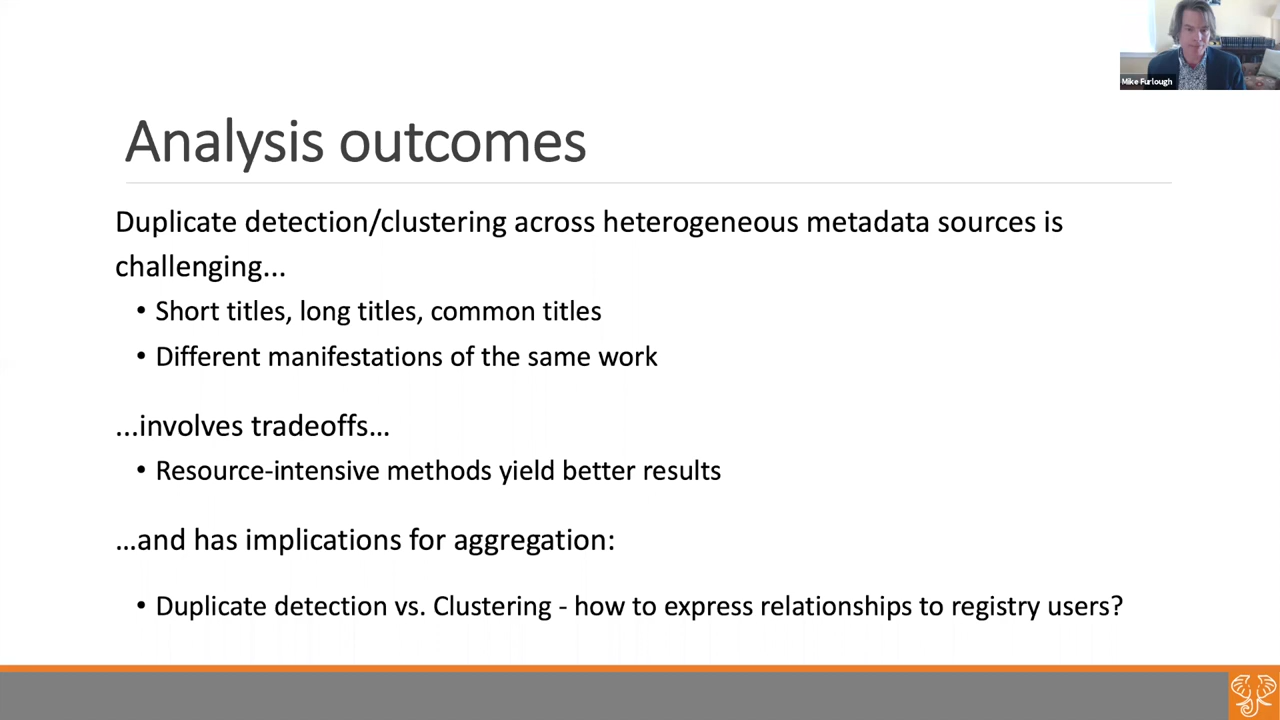 Mike Furlough
Analysis outcomes
Duplicate detection/clustering across heterogeneous metadata sources is
challenging...
• Short titles, long titles, common titles
• Different manifestations of the same work
...involves tradeoffs…
• Resource-intensive methods yield better results
…and has implications for aggregation:
• Duplicate detection vs. Clustering - how to express relationships to registry users?